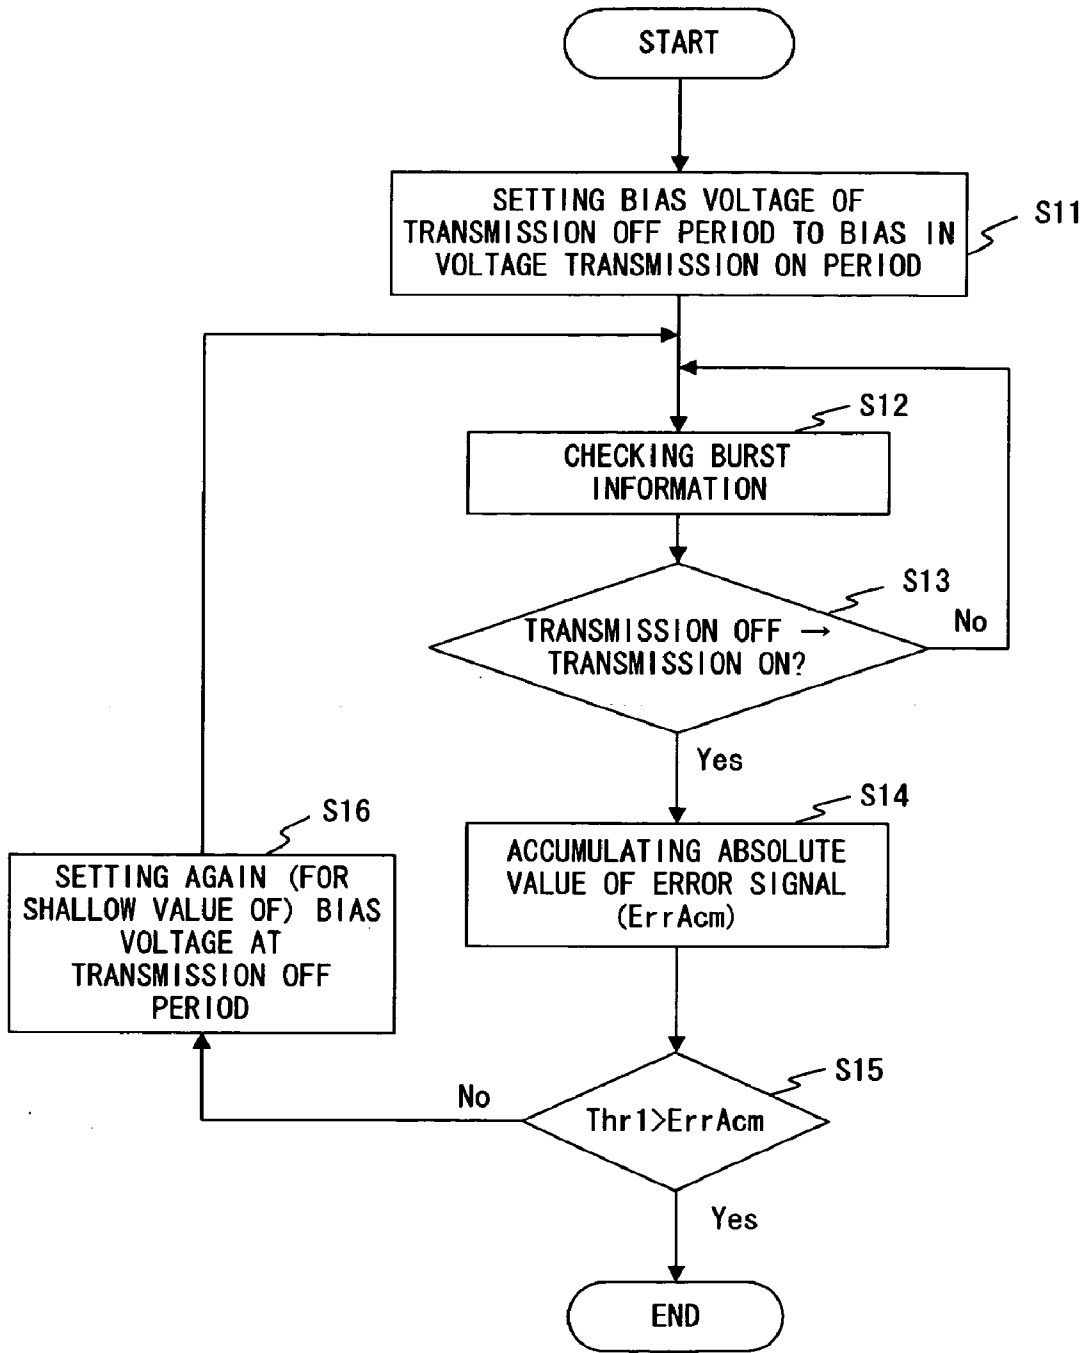 START
SETTING BIAS VOLTAGE OF
TRANSMISSION OFF PERIOD TO BIAS IN
VOLTAGE TRANSMISSION ON PERIOD
S11
S12
CHECKING BURST
INFORMATION
S13
TRANSMISSION OFF →
TRANSMISSION ON?
No
Yes
S14
ACCUMULATING ABSOLUTE
VALUE OF ERROR SIGNAL
(ErrAcm)
S16
SETTING AGAIN (FOR
SHALLOW VALUE OF) BIAS
VOLTAGE AT
TRANSMISSION OFF
PERIOD
S15
Thr1>ErrAcm
No
Yes
END